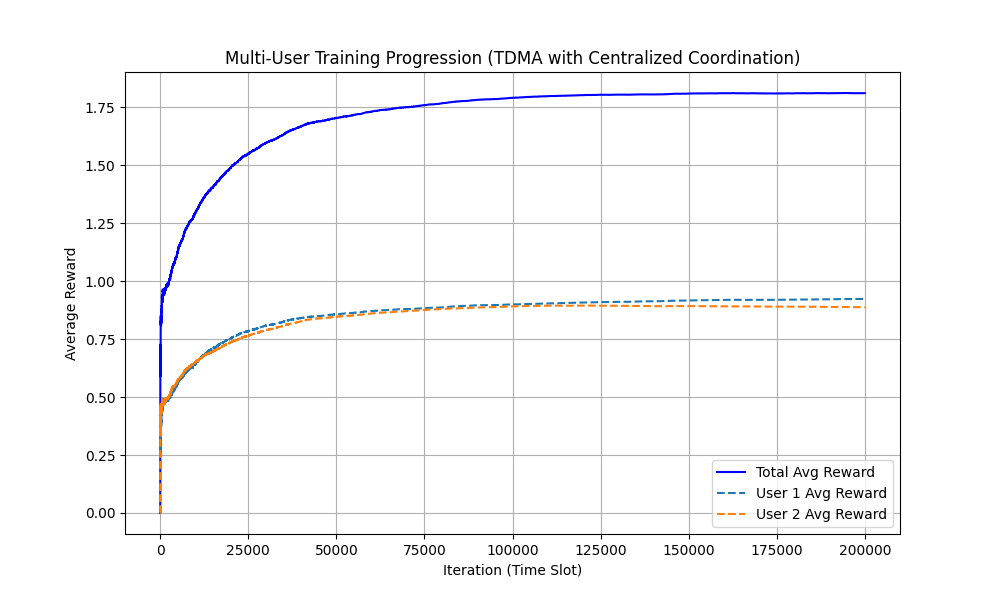 Multi-User Training Progression (TDMA with Centralized Coordination)
Average Reward
1.75
1.50
1.25
1.00
0.75
0.50
0.25
0.00
Total Avg Reward
User 1 Avg Reward
User 2 Avg Reward
0 25000 50000 75000 100000 125000 150000 175000 200000
Iteration (Time Slot)